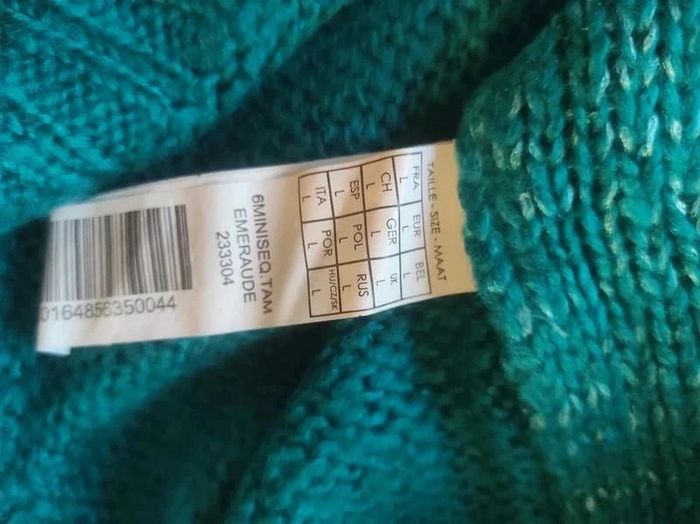 TAILLE - SIZE - MAAT
FRA EUR BEL
L L L
CH GER UK
L L L
ESP POL RUS
L L L
ITA POR HU/CZ/SK
L L L
6MINISEQ.TAM
EMERAUDE
233304
0164856350044